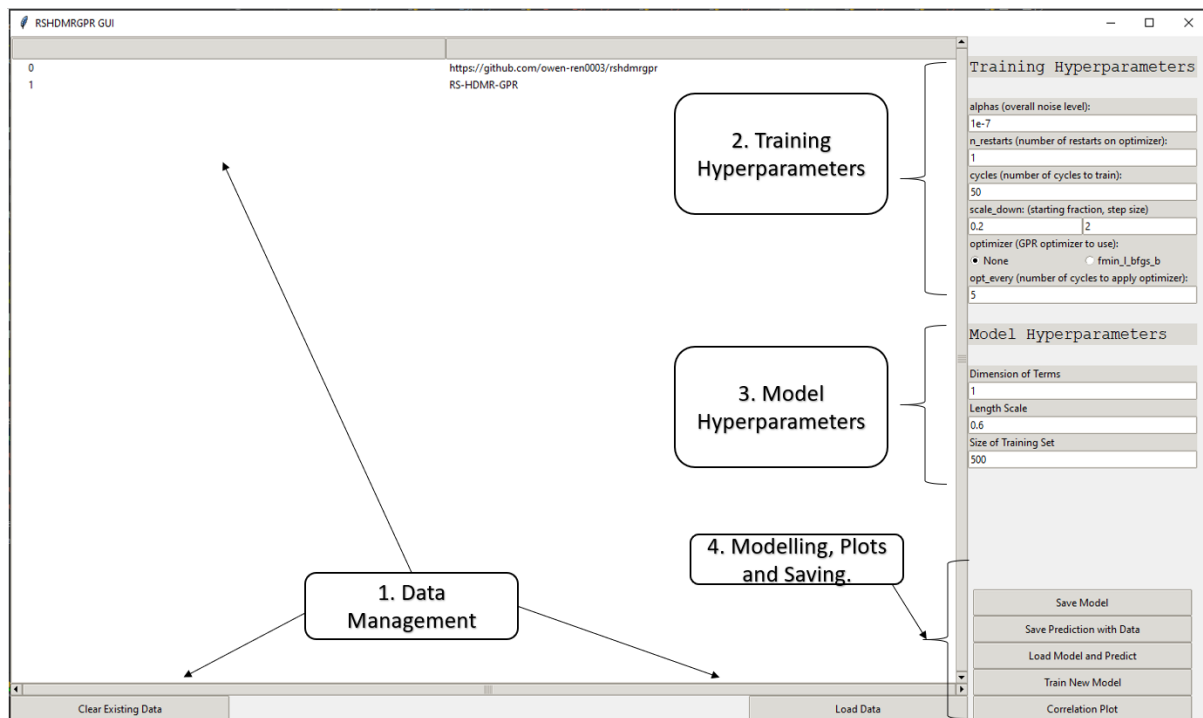 RSHDMRGPR GUI
0 https://github.com/owen-ren0003/rshdmrgpr
1 RS-HDMR-GPR
2. Training
Hyperparameters
3. Model
Hyperparameters
4. Modelling, Plots
and Saving.
1. Data
Management
Clear Existing Data
Load Data
Training Hyperparameters
alphas (overall noise level):
1e-7
n_restarts (number of restarts on optimizer):
1
cycles (number of cycles to train):
50
scale_down: (starting fraction, step size)
0.2 2
optimizer (GPR optimizer to use):
None fmin_l_bfgs_b
opt_every (number of cycles to apply optimizer):
5
Model Hyperparameters
Dimension of Terms
1
Length Scale
0.6
Size of Training Set
500
Save Model
Save Prediction with Data
Load Model and Predict
Train New Model
Correlation Plot